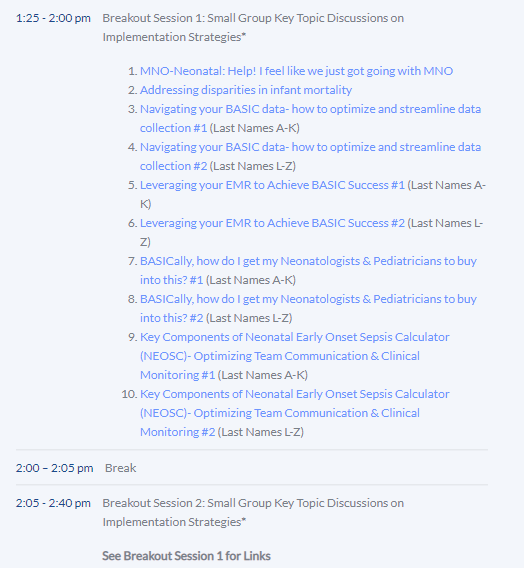 1:25 - 2:00 pm Breakout Session 1: Small Group Key Topic Discussions on
Implementation Strategies*
1. MNO-Neonatal: Help! I feel like we just got going with MNO
2. Addressing disparities in infant mortality
3. Navigating your BASIC data- how to optimize and streamline data
collection #1 (Last Names A-K)
4. Navigating your BASIC data- how to optimize and streamline data
collection #2 (Last Names L-Z)
5. Leveraging your EMR to Achieve BASIC Success #1 (Last Names A-
K)
6. Leveraging your EMR to Achieve BASIC Success #2 (Last Names L-
Z)
7. BASICally, how do I get my Neonatologists & Pediatricians to buy
into this? #1 (Last Names A-K)
8. BASICally, how do I get my Neonatologists & Pediatricians to buy
into this? #2 (Last Names L-Z)
9. Key Components of Neonatal Early Onset Sepsis Calculator
(NEOSC)- Optimizing Team Communication & Clinical
Monitoring #1 (Last Names A-K)
10. Key Components of Neonatal Early Onset Sepsis Calculator
(NEOSC)- Optimizing Team Communication & Clinical
Monitoring #2 (Last Names L-Z)
2:00 – 2:05 pm Break
2:05 - 2:40 pm Breakout Session 2: Small Group Key Topic Discussions on
Implementation Strategies*
See Breakout Session 1 for Links